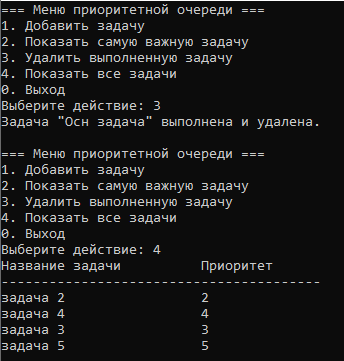 === Меню приоритетной очереди ===
1. Добавить задачу
2. Показать самую важную задачу
3. Удалить выполненную задачу
4. Показать все задачи
0. Выход
Выберите действие: 3
Задача "Осн задача" выполнена и удалена.

=== Меню приоритетной очереди ===
1. Добавить задачу
2. Показать самую важную задачу
3. Удалить выполненную задачу
4. Показать все задачи
0. Выход
Выберите действие: 4
Название задачи          Приоритет
----------------------------------------
задача 2                 2
задача 4                 4
задача 3                 3
задача 5                 5